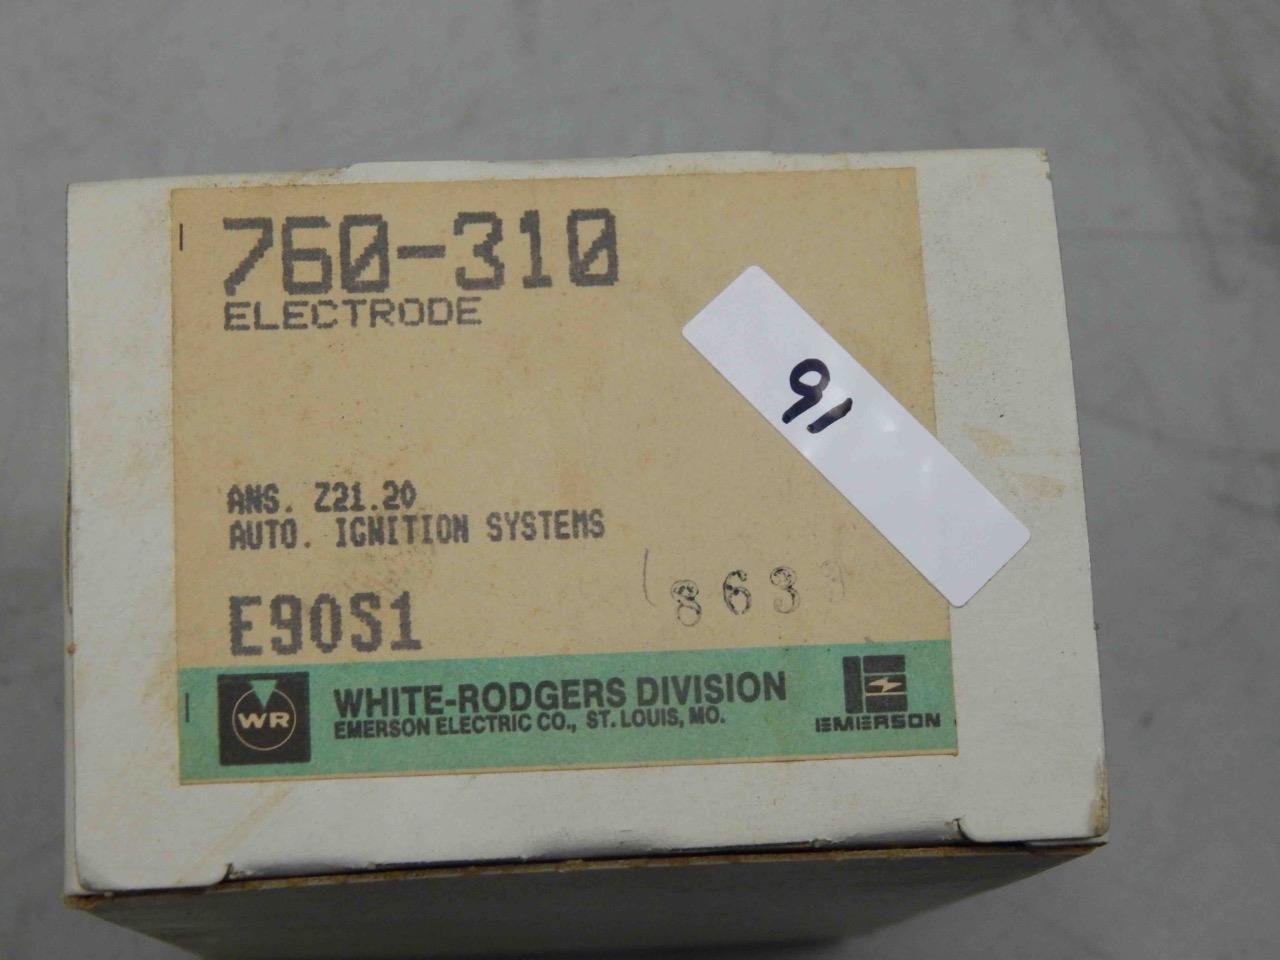 760-310
ELECTRODE
91
ANS. Z21.20
AUTO. IGNITION SYSTEMS
8633
E90S1
WR
WHITE-RODGERS DIVISION
EMERSON ELECTRIC CO., ST. LOUIS, MO.
EMERSON